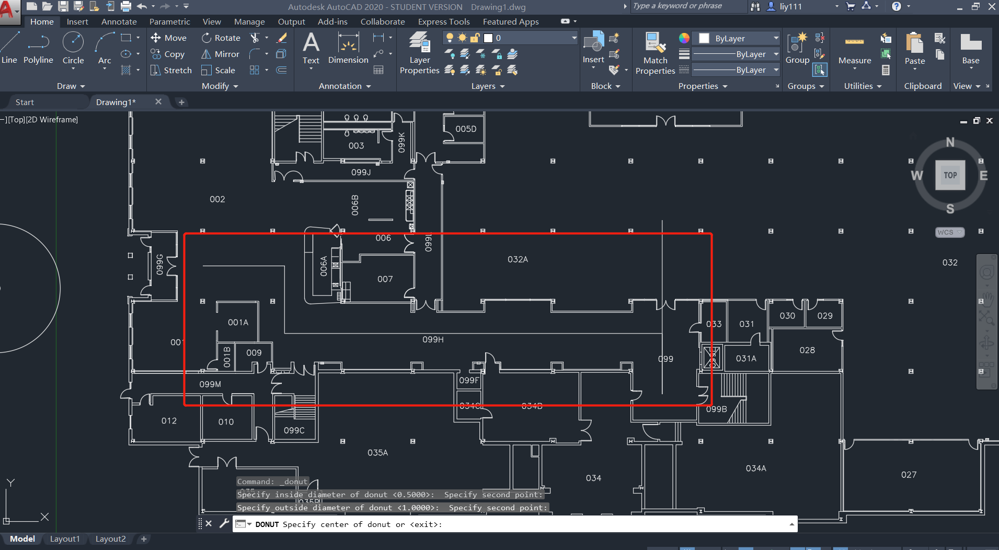 Autodesk AutoCAD 2020 - STUDENT VERSION Drawing1.dwg
Type a keyword or phrase
liy111
Home Insert Annotate Parametric View Manage Output Add-ins Collaborate Express Tools Featured Apps
Line Polyline Circle Arc
Move Rotate
Copy Mirror
Stretch Scale
Text Dimension
Layer Properties
0
Insert
Match Properties
ByLayer
ByLayer
ByLayer
Group
Measure
Paste
Base
Draw Modify Annotation Layers Block Properties Groups Utilities Clipboard View
Start Drawing1*
[Top][2D Wireframe]
N
W TOP E
S
WCS
005D
003
099K
099J
002
006B
006
099L
099G
006A
032A
032
007
001A
033
031
030
029
001
099H
001B
009
099
031A
028
099M
099F
012
010
034C
034B
099B
099C
035A
034A
034
027
035
035B
Y
X
Command: _donut
Specify inside diameter of donut <0.5000>: Specify second point:
Specify outside diameter of donut <1.0000>: Specify second point:
DONUT Specify center of donut or <exit>:
Model Layout1 Layout2